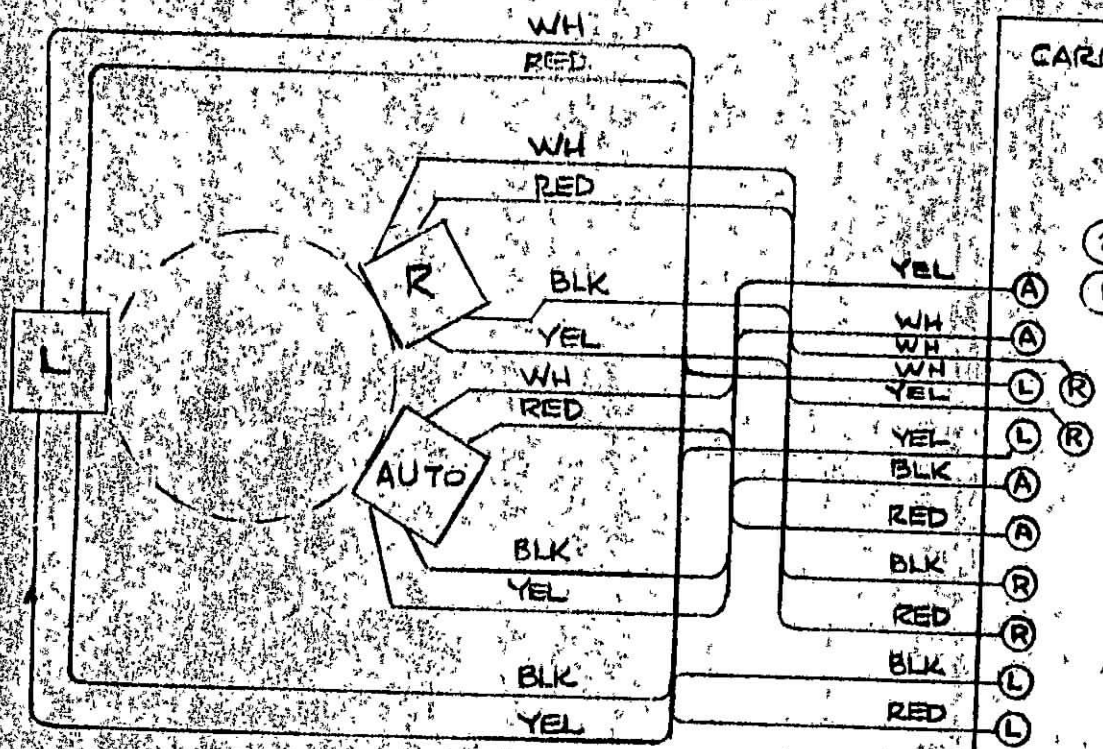 WH
RED
CAR
WH
RED
R
BLK
YEL
L
YEL A
WH A
WH R
WH L
YEL R
YEL L
WH
RED
AUTO
BLK A
RED A
BLK
YEL
BLK R
RED R
BLK
YEL
BLK L
RED L